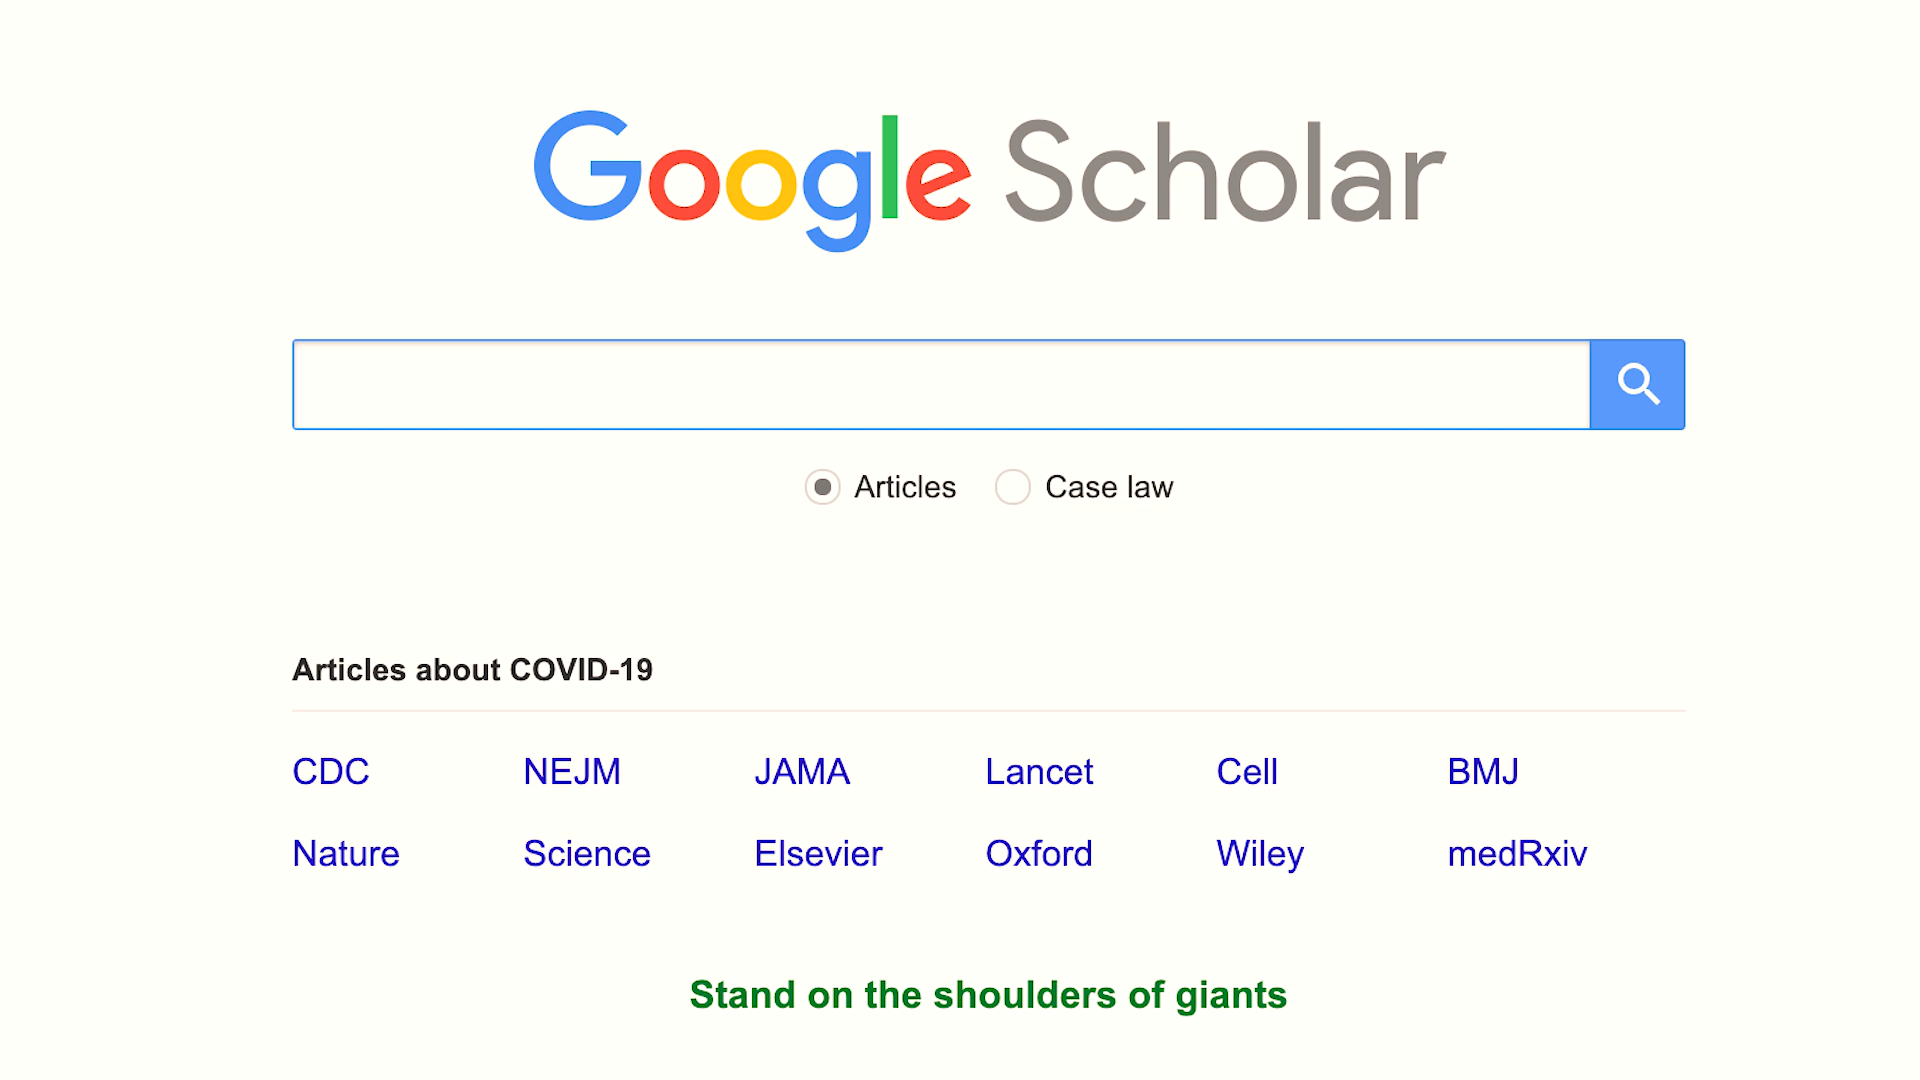 Google Scholar
Articles Case law
Articles about COVID-19
CDC NEJM JAMA Lancet Cell BMJ
Nature Science Elsevier Oxford Wiley medRxiv
Stand on the shoulders of giants